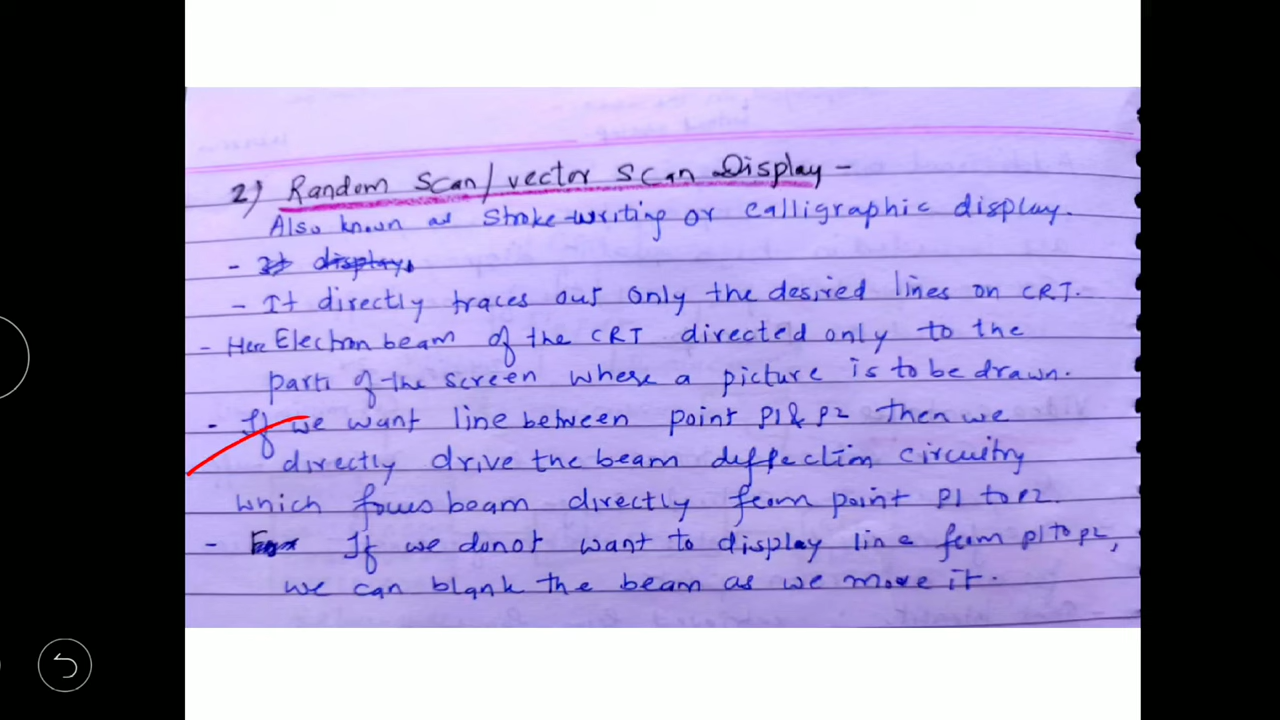 2) Random Scan/vector Scan Display -
Also known as Stroke-writing or calligraphic display.
- It display.
- It directly traces out only the desired lines on CRT.
- Here Electron beam of the CRT directed only to the
parts of the screen where a picture is to be drawn.
- If we want line between point P1 & P2 then we
directly drive the beam deffection circuitry
which focus beam directly from point P1 to P2.
- If we donot want to display line from p1 to p2,
we can blank the beam as we move it.